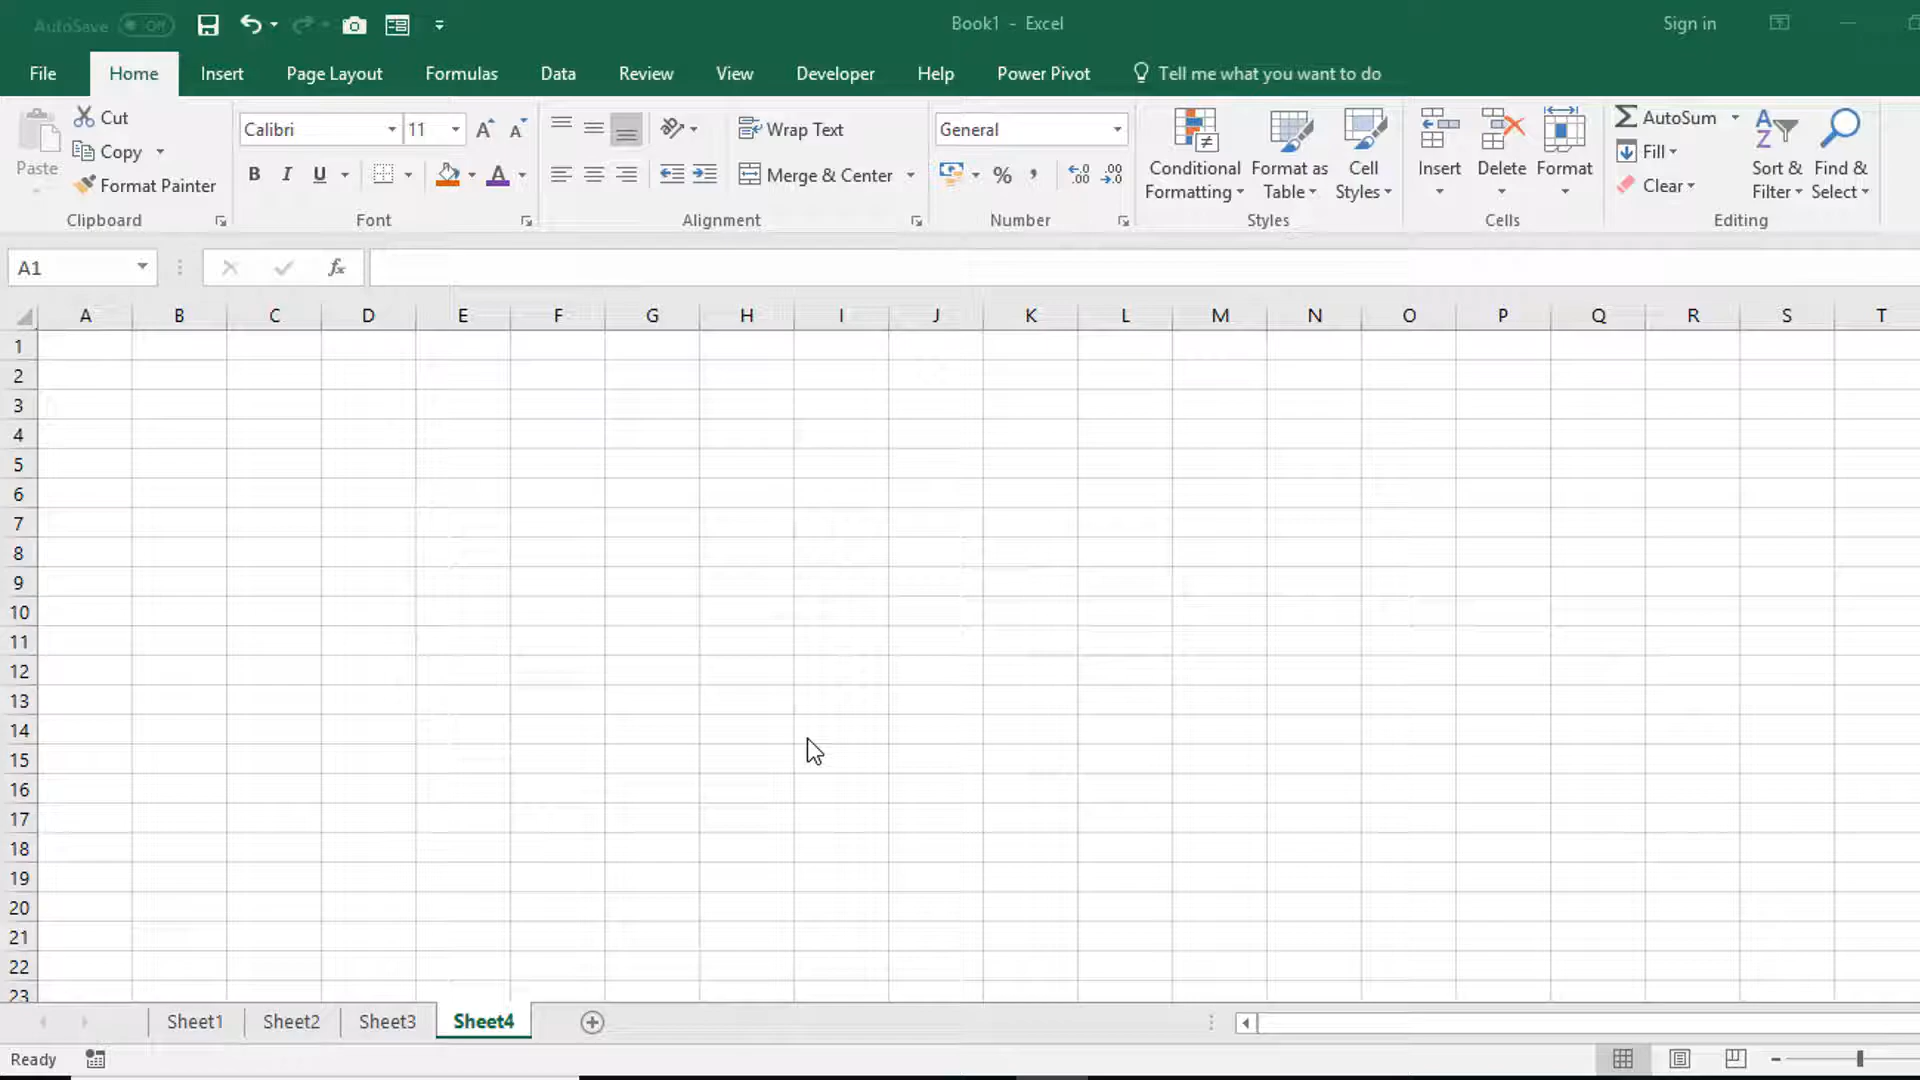 AutoSave Off
Book1 - Excel
Sign in
File Home Insert Page Layout Formulas Data Review View Developer Help Power Pivot Tell me what you want to do
Paste
Cut
Copy
Format Painter
Clipboard
Calibri 11
B I U A
Font
Wrap Text
Merge & Center
Alignment
General
% , .00 .00
Number
Conditional Formatting
Format as Table
Cell Styles
Styles
Insert Delete Format
Cells
AutoSum
Fill
Clear
Sort & Filter
Find & Select
Editing
A1 fx
A B C D E F G H I J K L M N O P Q R S T
1
2
3
4
5
6
7
8
9
10
11
12
13
14
15
16
17
18
19
20
21
22
23
Sheet1 Sheet2 Sheet3 Sheet4
Ready